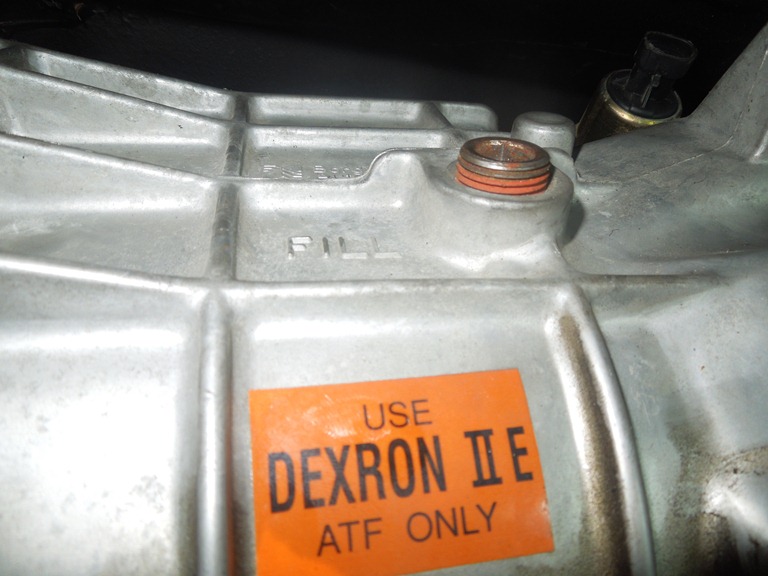 FILL
USE
DEXRON II E
ATF ONLY